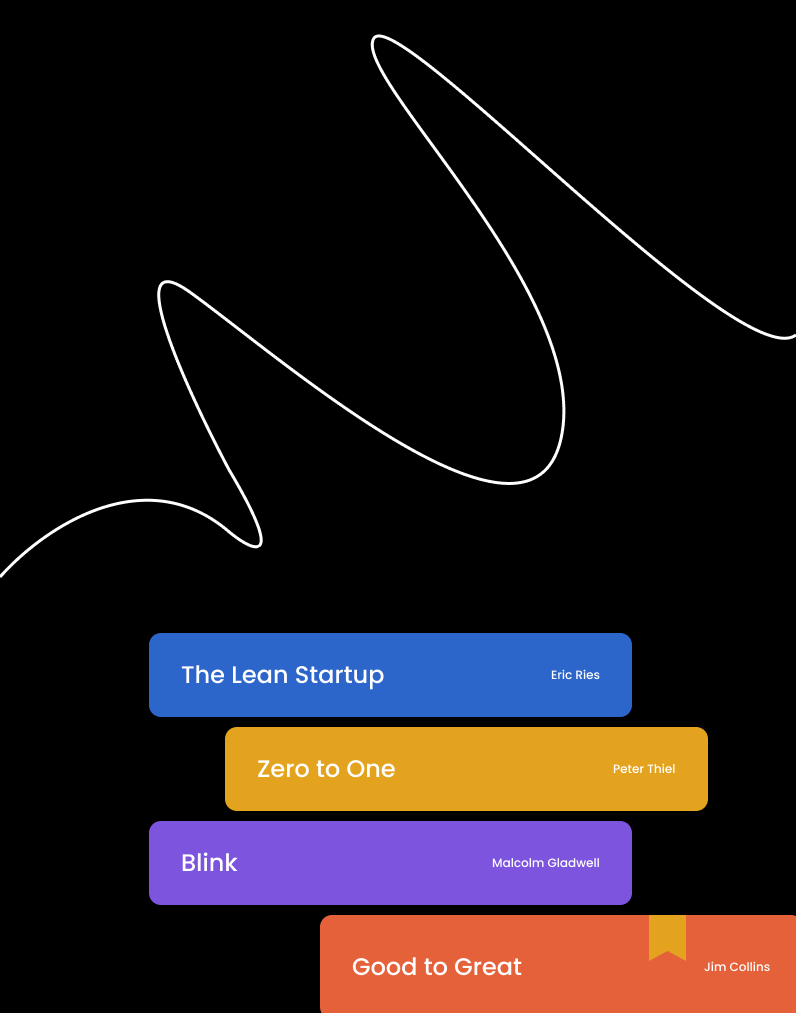 The Lean Startup Eric Ries
Zero to One Peter Thiel
Blink Malcolm Gladwell
Good to Great Jim Collins